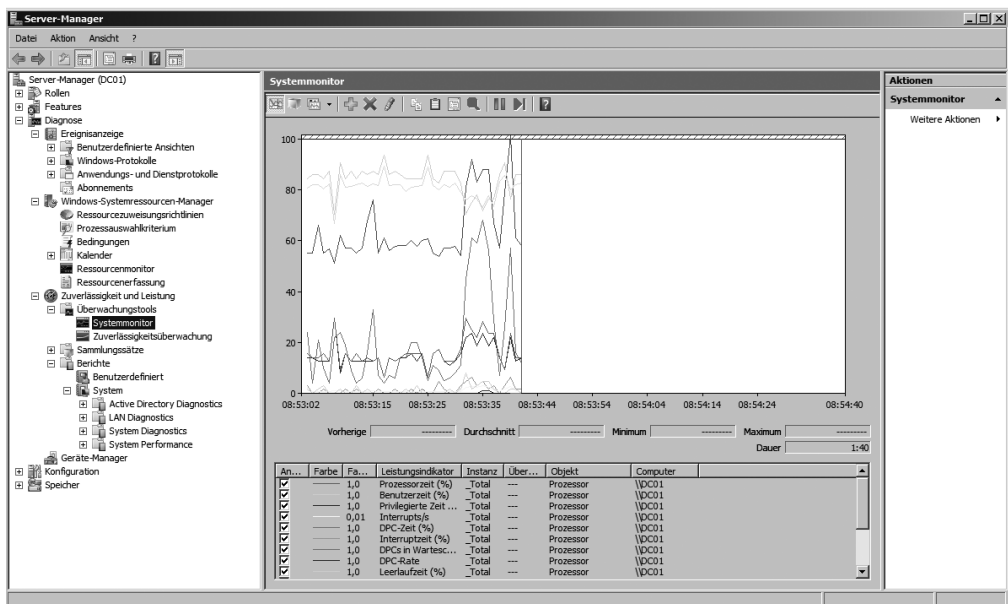 Server-Manager
Datei Aktion Ansicht ?
Server-Manager (DC01)
Rollen
Features
Diagnose
Ereignisanzeige
Benutzerdefinierte Ansichten
Windows-Protokolle
Anwendungs- und Dienstprotokolle
Abonnements
Windows-Systemressourcen-Manager
Ressourcezuweisungsrichtlinien
Prozessauswahlkriterium
Bedingungen
Kalender
Ressourcenmonitor
Ressourcenerfassung
Zuverlässigkeit und Leistung
Überwachungstools
Systemmonitor
Zuverlässigkeitsüberwachung
Sammlungssätze
Berichte
Benutzerdefiniert
System
Active Directory Diagnostics
LAN Diagnostics
System Diagnostics
System Performance
Geräte-Manager
Konfiguration
Speicher
Systemmonitor
100
80
60
40
20
0
08:53:02 08:53:15 08:53:25 08:53:35 08:53:44 08:53:54 08:54:04 08:54:14 08:54:24 08:54:40
Vorherige --------- Durchschnitt --------- Minimum --------- Maximum ---------
Dauer 1:40
An... Farbe Fa... Leistungsindikator Instanz Über... Objekt Computer
1,0 Prozessorzeit (%) _Total --- Prozessor \\DC01
1,0 Benutzerzeit (%) _Total --- Prozessor \\DC01
1,0 Privilegierte Zeit ... _Total --- Prozessor \\DC01
0,01 Interrupts/s _Total --- Prozessor \\DC01
1,0 DPC-Zeit (%) _Total --- Prozessor \\DC01
1,0 Interruptzeit (%) _Total --- Prozessor \\DC01
1,0 DPCs in Wartesc... _Total --- Prozessor \\DC01
1,0 DPC-Rate _Total --- Prozessor \\DC01
1,0 Leerlaufzeit (%) _Total --- Prozessor \\DC01
Aktionen
Systemmonitor
Weitere Aktionen